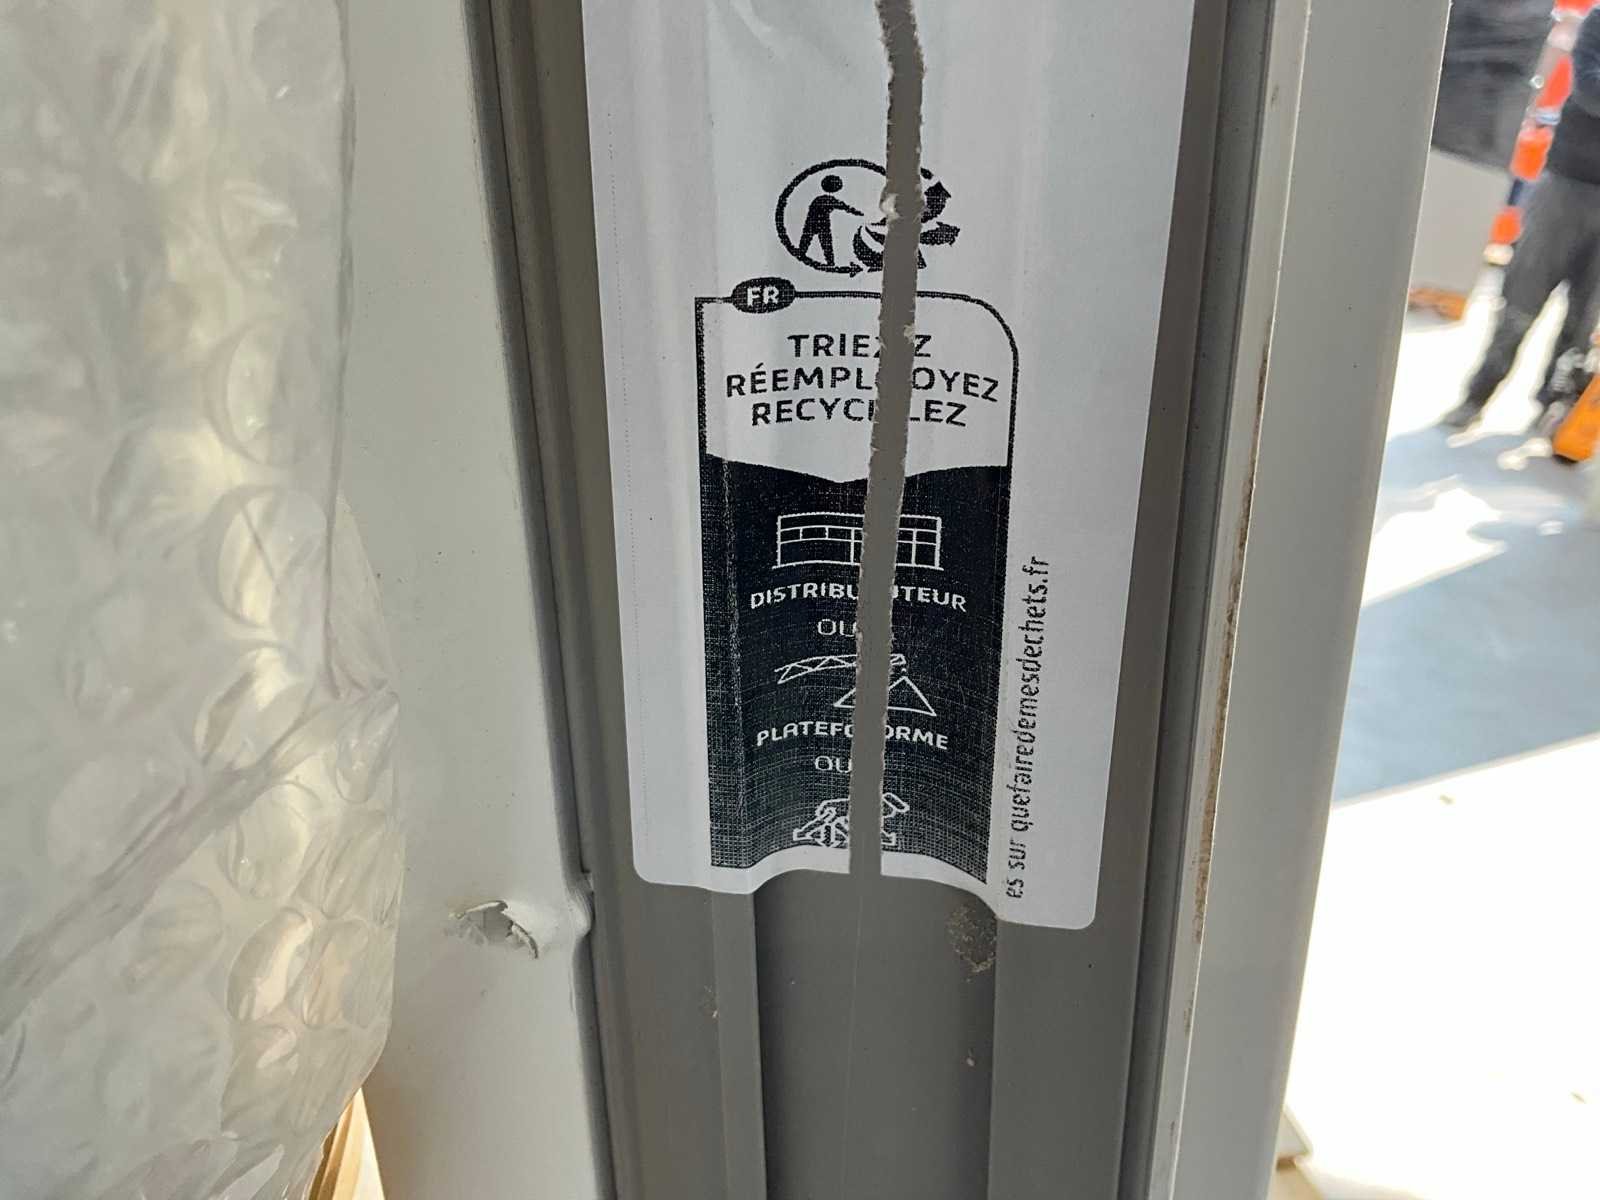 FR
TRIEZ
RÉEMPLOYEZ
RECYCLEZ
DISTRIBUTEUR
OU
PLATEFORME
OU
es sur quefairedemesdechets.fr